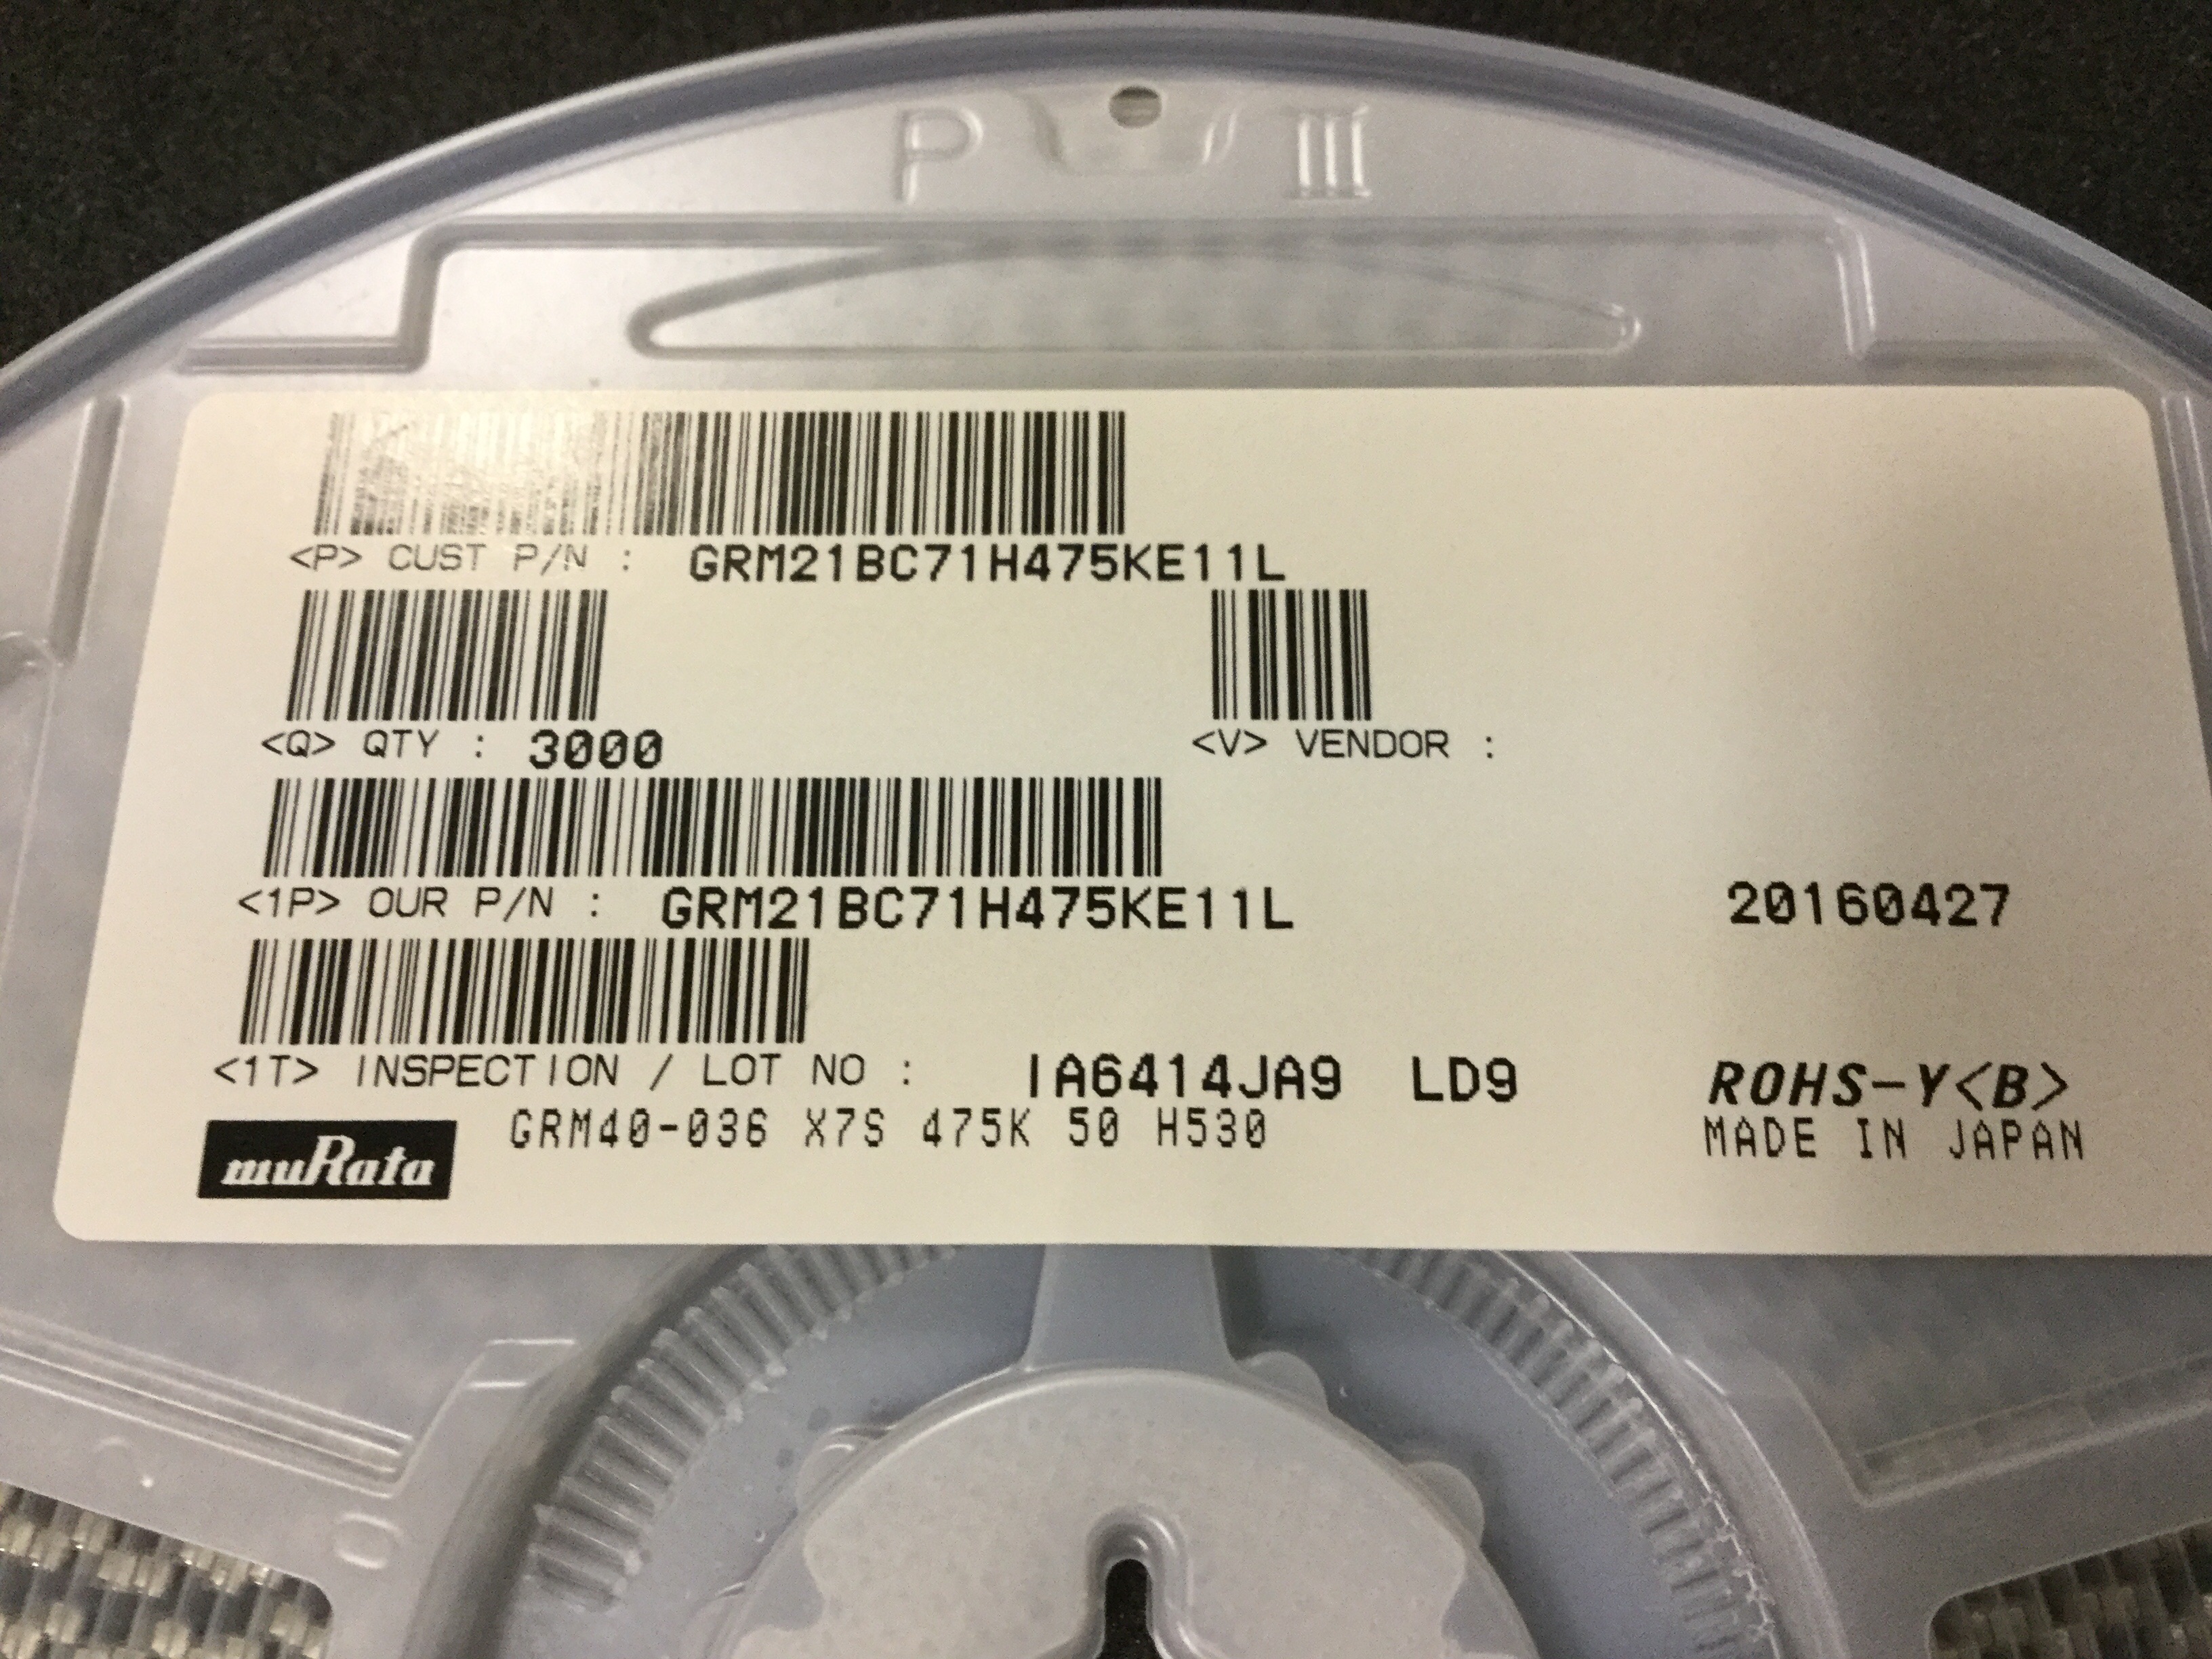 P III
<P> CUST P/N : GRM21BC71H475KE11L
<Q> QTY : 3000 <V> VENDOR :
<1P> OUR P/N : GRM21BC71H475KE11L 20160427
<1T> INSPECTION / LOT NO : IA6414JA9 LD9 ROHS-Y<B>
muRata GRM40-036 X7S 475K 50 H530 MADE IN JAPAN